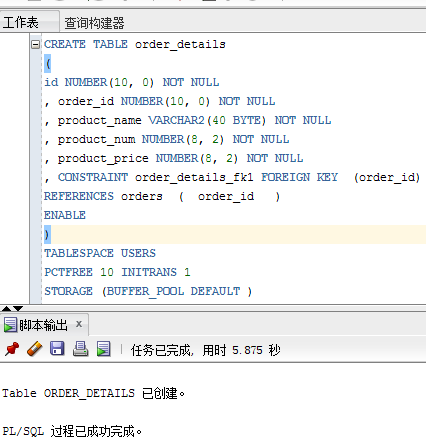 工作表 查询构建器
CREATE TABLE order_details
(
id NUMBER(10, 0) NOT NULL
, order_id NUMBER(10, 0) NOT NULL
, product_name VARCHAR2(40 BYTE) NOT NULL
, product_num NUMBER(8, 2) NOT NULL
, product_price NUMBER(8, 2) NOT NULL
, CONSTRAINT order_details_fk1 FOREIGN KEY (order_id)
REFERENCES orders ( order_id )
ENABLE
)
TABLESPACE USERS
PCTFREE 10 INITRANS 1
STORAGE (BUFFER_POOL DEFAULT )
脚本输出 x
任务已完成, 用时 5.875 秒
Table ORDER_DETAILS 已创建。
PL/SQL 过程已成功完成。